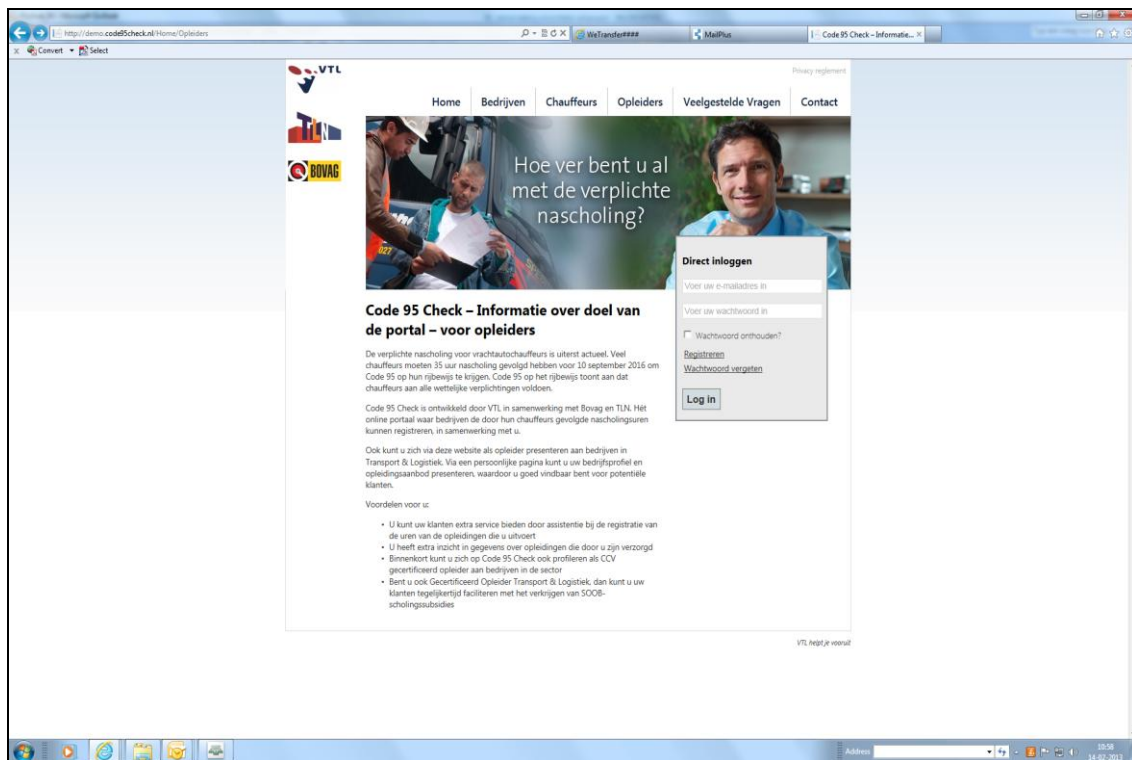 http://demo.code95check.nl/Home/Opleiders
WeTransfer####
MailPlus
Code 95 Check – Informatie...
x Convert Select
VTL
TLN
BOVAG
Privacy reglement
Home Bedrijven Chauffeurs Opleiders Veelgestelde Vragen Contact
Hoe ver bent u al
met de verplichte
nascholing?
027
Direct inloggen
Voer uw e-mailadres in
Voer uw wachtwoord in
Wachtwoord onthouden?
Registreren
Wachtwoord vergeten
Log in
Code 95 Check – Informatie over doel van
de portal – voor opleiders
De verplichte nascholing voor vrachtautochauffeurs is uiterst actueel. Veel
chauffeurs moeten 35 uur nascholing gevolgd hebben voor 10 september 2016 om
Code 95 op hun rijbewijs te krijgen. Code 95 op het rijbewijs toont aan dat
chauffeurs aan alle wettelijke verplichtingen voldoen.
Code 95 Check is ontwikkeld door VTL in samenwerking met Bovag en TLN. Hét
online portaal waar bedrijven de door hun chauffeurs gevolgde nascholingsuren
kunnen registreren, in samenwerking met u.
Ook kunt u zich via deze website als opleider presenteren aan bedrijven in
Transport & Logistiek. Via een persoonlijke pagina kunt u uw bedrijfsprofiel en
opleidingsaanbod presenteren, waardoor u goed vindbaar bent voor potentiële
klanten.
Voordelen voor u:
• U kunt uw klanten extra service bieden door assistentie bij de registratie van
de uren van de opleidingen die u uitvoert
• U heeft extra inzicht in gegevens over opleidingen die door u zijn verzorgd
• Binnenkort kunt u zich op Code 95 Check ook profileren als CCV
gecertificeerd opleider aan bedrijven in de sector
• Bent u ook Gecertificeerd Opleider Transport & Logistiek, dan kunt u uw
klanten tegelijkertijd faciliteren met het verkrijgen van SOOB-
scholingssubsidies
VTL helpt je vooruit
Address
10:58
14-02-2013